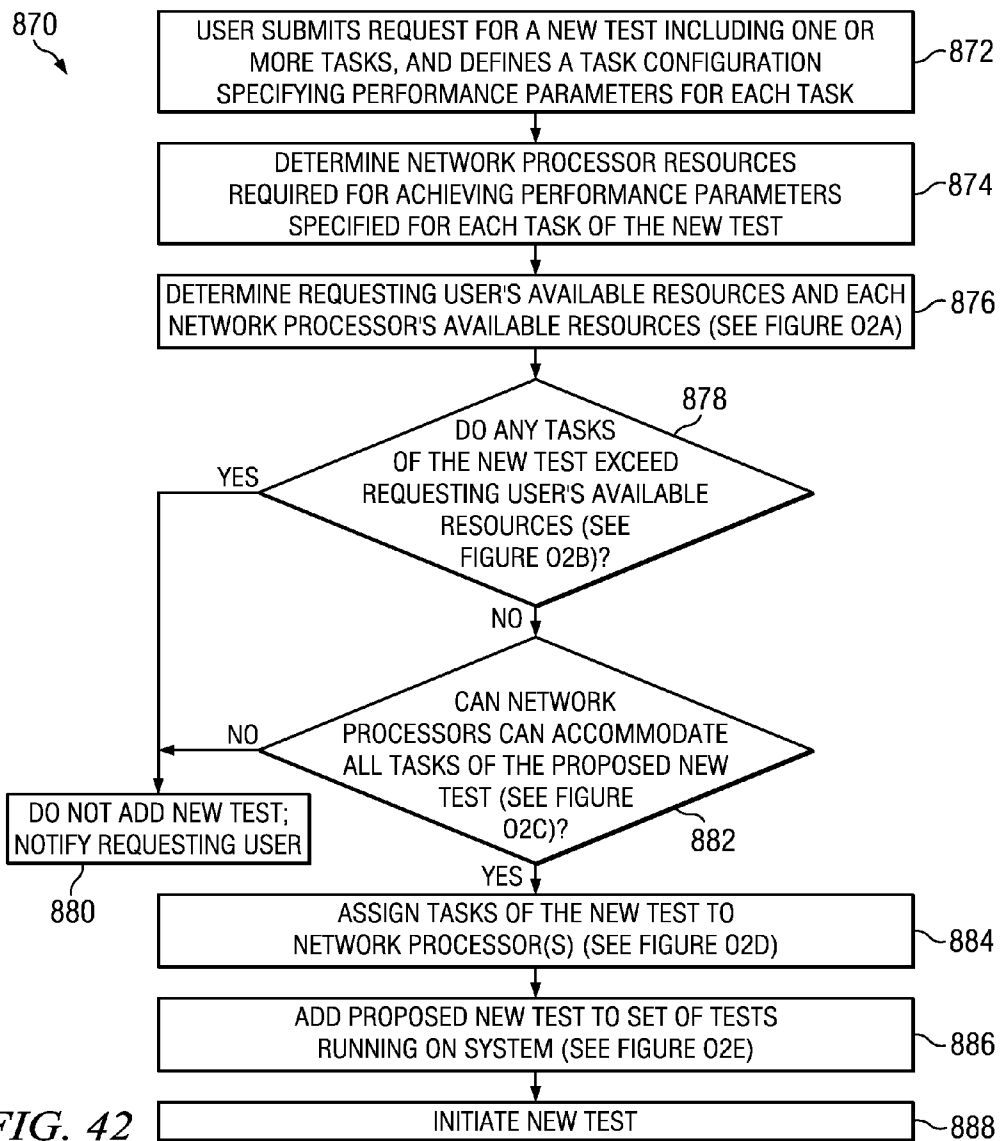 870
USER SUBMITS REQUEST FOR A NEW TEST INCLUDING ONE OR
MORE TASKS, AND DEFINES A TASK CONFIGURATION
SPECIFYING PERFORMANCE PARAMETERS FOR EACH TASK
872
DETERMINE NETWORK PROCESSOR RESOURCES
REQUIRED FOR ACHIEVING PERFORMANCE PARAMETERS
SPECIFIED FOR EACH TASK OF THE NEW TEST
874
DETERMINE REQUESTING USER'S AVAILABLE RESOURCES AND EACH
NETWORK PROCESSOR'S AVAILABLE RESOURCES (SEE FIGURE O2A)
876
878
DO ANY TASKS
OF THE NEW TEST EXCEED
REQUESTING USER'S AVAILABLE
RESOURCES (SEE
FIGURE O2B)?
YES
NO
CAN NETWORK
PROCESSORS CAN ACCOMMODATE
ALL TASKS OF THE PROPOSED NEW
TEST (SEE FIGURE
O2C)?
882
NO
DO NOT ADD NEW TEST;
NOTIFY REQUESTING USER
880
YES
ASSIGN TASKS OF THE NEW TEST TO
NETWORK PROCESSOR(S) (SEE FIGURE O2D)
884
ADD PROPOSED NEW TEST TO SET OF TESTS
RUNNING ON SYSTEM (SEE FIGURE O2E)
886
INITIATE NEW TEST
888
FIG. 42